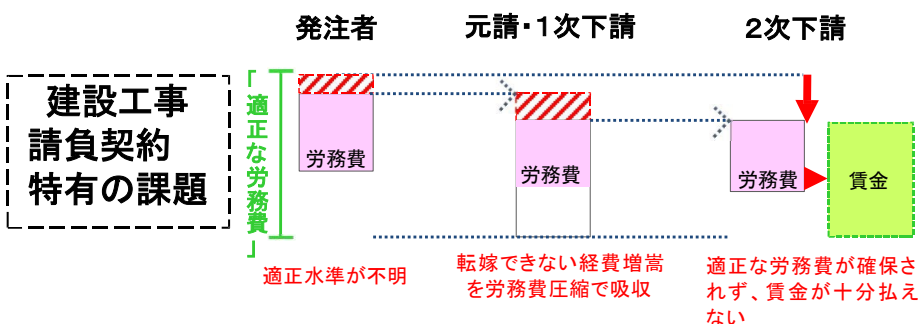 発注者
元請・1次下請
2次下請
建設工事
請負契約
特有の課題
「適正な労務費」
労務費
労務費
労務費
賃金
適正水準が不明
転嫁できない経費増嵩
を労務費圧縮で吸収
適正な労務費が確保さ
れず、賃金が十分払え
ない